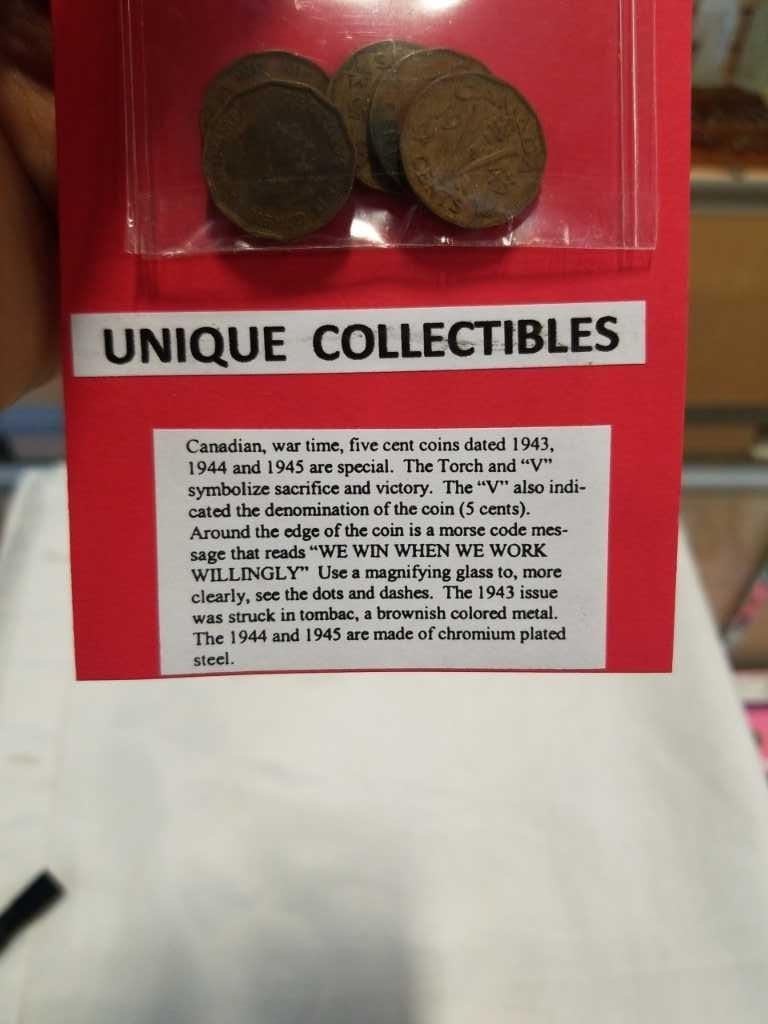 CANADA
CENTS
UNIQUE COLLECTIBLES
Canadian, war time, five cent coins dated 1943,
1944 and 1945 are special. The Torch and “V”
symbolize sacrifice and victory. The “V” also indi-
cated the denomination of the coin (5 cents).
Around the edge of the coin is a morse code mes-
sage that reads “WE WIN WHEN WE WORK
WILLINGLY” Use a magnifying glass to, more
clearly, see the dots and dashes. The 1943 issue
was struck in tombac, a brownish colored metal.
The 1944 and 1945 are made of chromium plated
steel.